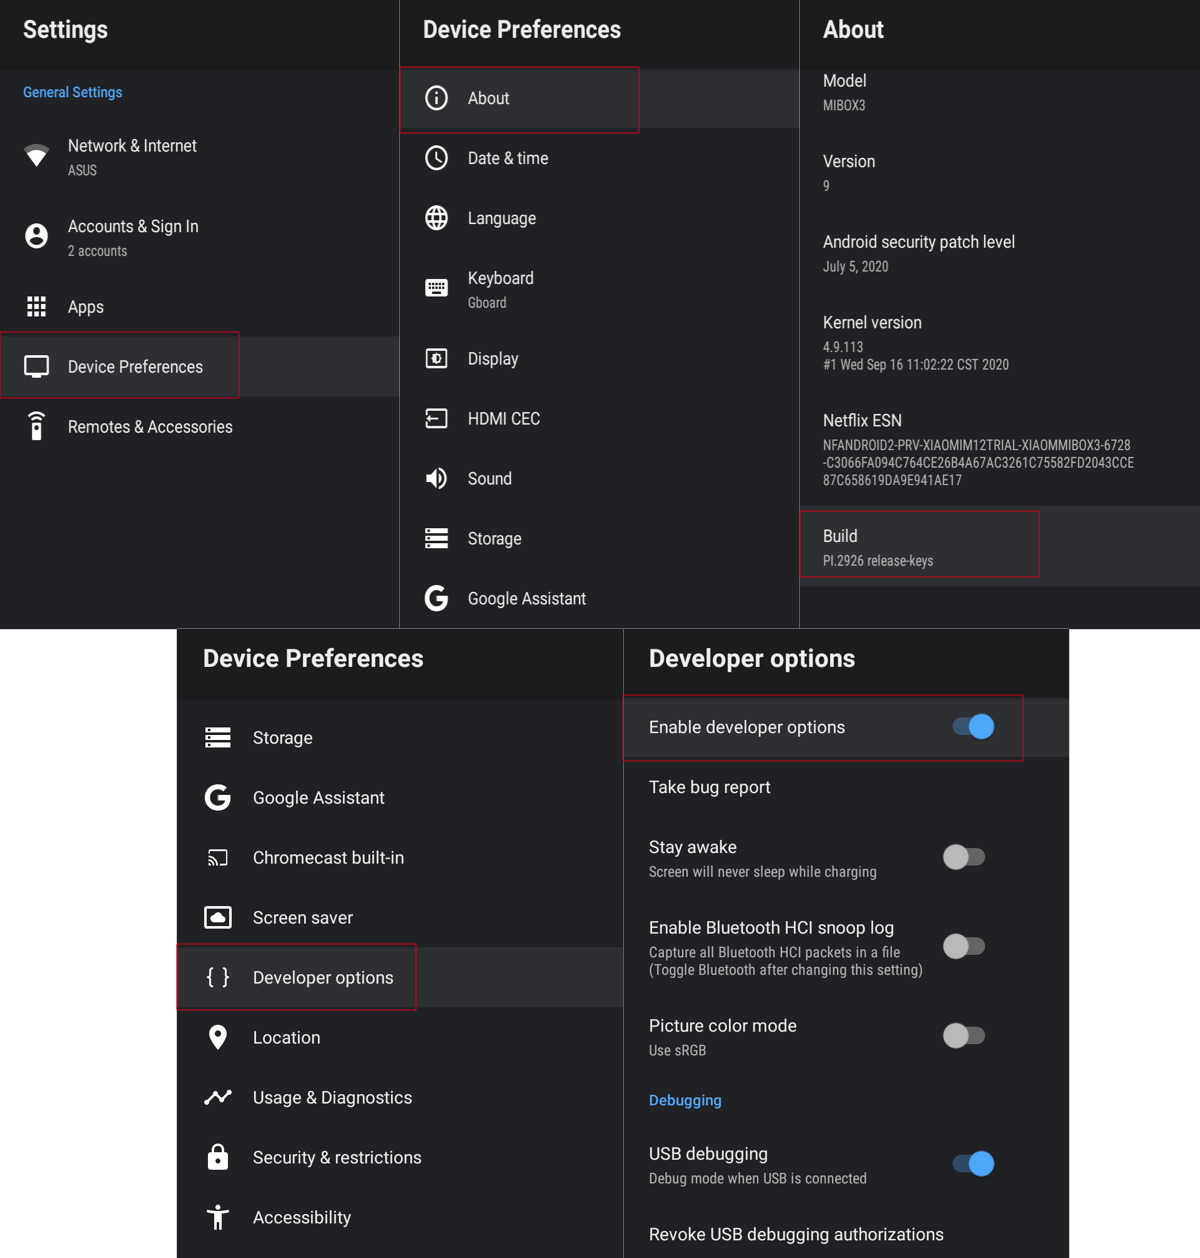 Settings
General Settings
Network & Internet
ASUS
Accounts & Sign In
2 accounts
Apps
Device Preferences
Remotes & Accessories
Device Preferences
About
Date & time
Language
Keyboard
Gboard
Display
HDMI CEC
Sound
Storage
Google Assistant
About
Model
MIBOX3
Version
9
Android security patch level
July 5, 2020
Kernel version
4.9.113
#1 Wed Sep 16 11:02:22 CST 2020
Netflix ESN
NFANDROID2-PRV-XIAOMIM12TRIAL-XIAOMMIBOX3-6728
-C3066FA094C764CE26B4A67AC3261C75582FD2043CCE
87C658619DA9E941AE17
Build
PI.2926 release-keys
Device Preferences
Storage
Google Assistant
Chromecast built-in
Screen saver
Developer options
Location
Usage & Diagnostics
Security & restrictions
Accessibility
Developer options
Enable developer options
Take bug report
Stay awake
Screen will never sleep while charging
Enable Bluetooth HCI snoop log
Capture all Bluetooth HCI packets in a file
(Toggle Bluetooth after changing this setting)
Picture color mode
Use sRGB
Debugging
USB debugging
Debug mode when USB is connected
Revoke USB debugging authorizations